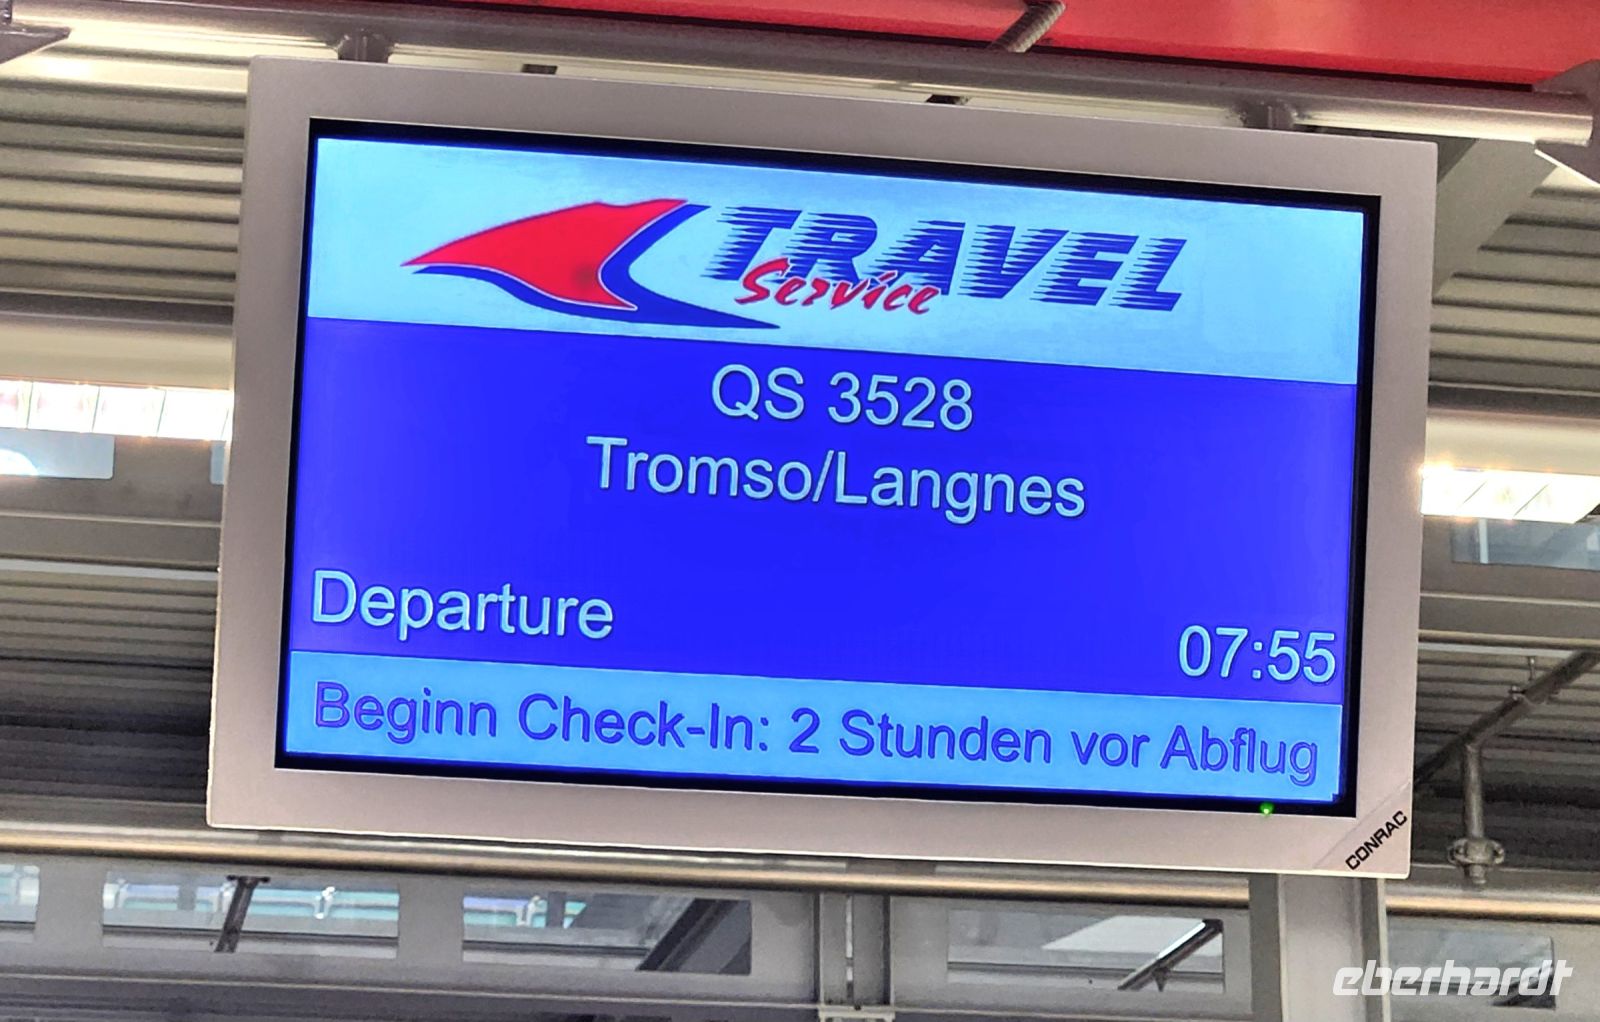 TRAVEL
Service
QS 3528
Tromso/Langnes
Departure 07:55
Beginn Check-In: 2 Stunden vor Abflug
CONRAC
eberhardt